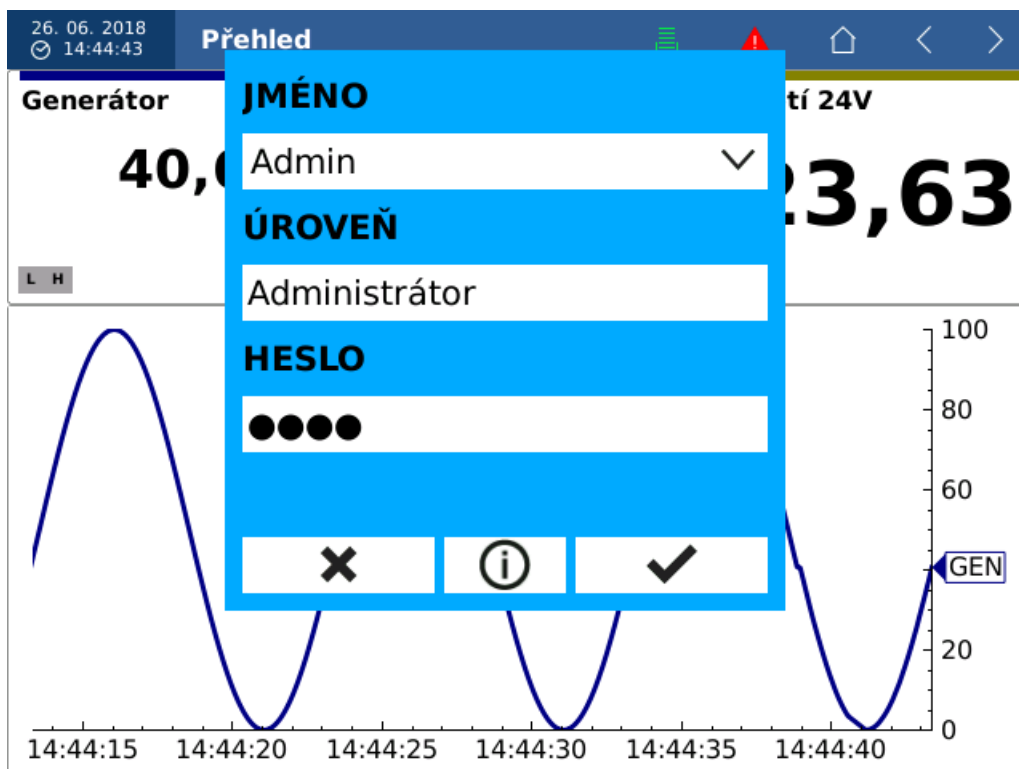 26. 06. 2018
14:44:43
Přehled
Generátor
tí 24V
40,
3,63
L H
JMÉNO
Admin
ÚROVEŇ
Administrátor
HESLO
●●●●
100
80
60
GEN
20
0
14:44:15 14:44:20 14:44:25 14:44:30 14:44:35 14:44:40